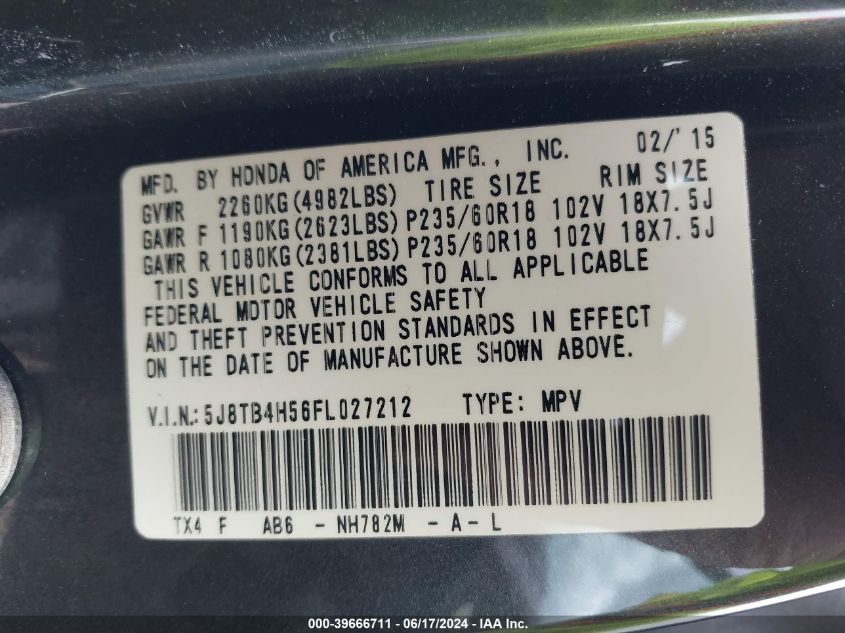 MFD. BY HONDA OF AMERICA MFG., INC. 02/'15
GVWR 2260KG(4982LBS) TIRE SIZE RIM SIZE
GAWR F 1190KG(2623LBS)P235/60R18 102V 18X7.5J
GAWR R 1080KG(2381LBS)P235/60R18 102V 18X7.5J
THIS VEHICLE CONFORMS TO ALL APPLICABLE
FEDERAL MOTOR VEHICLE SAFETY
AND THEFT PREVENTION STANDARDS IN EFFECT
ON THE DATE OF MANUFACTURE SHOWN ABOVE.
V.I.N.: 5J8TB4H56FL027212 TYPE: MPV
TX4 F AB6 - NH782M - A - L
000-39666711 - 06/17/2024 - IAA Inc.